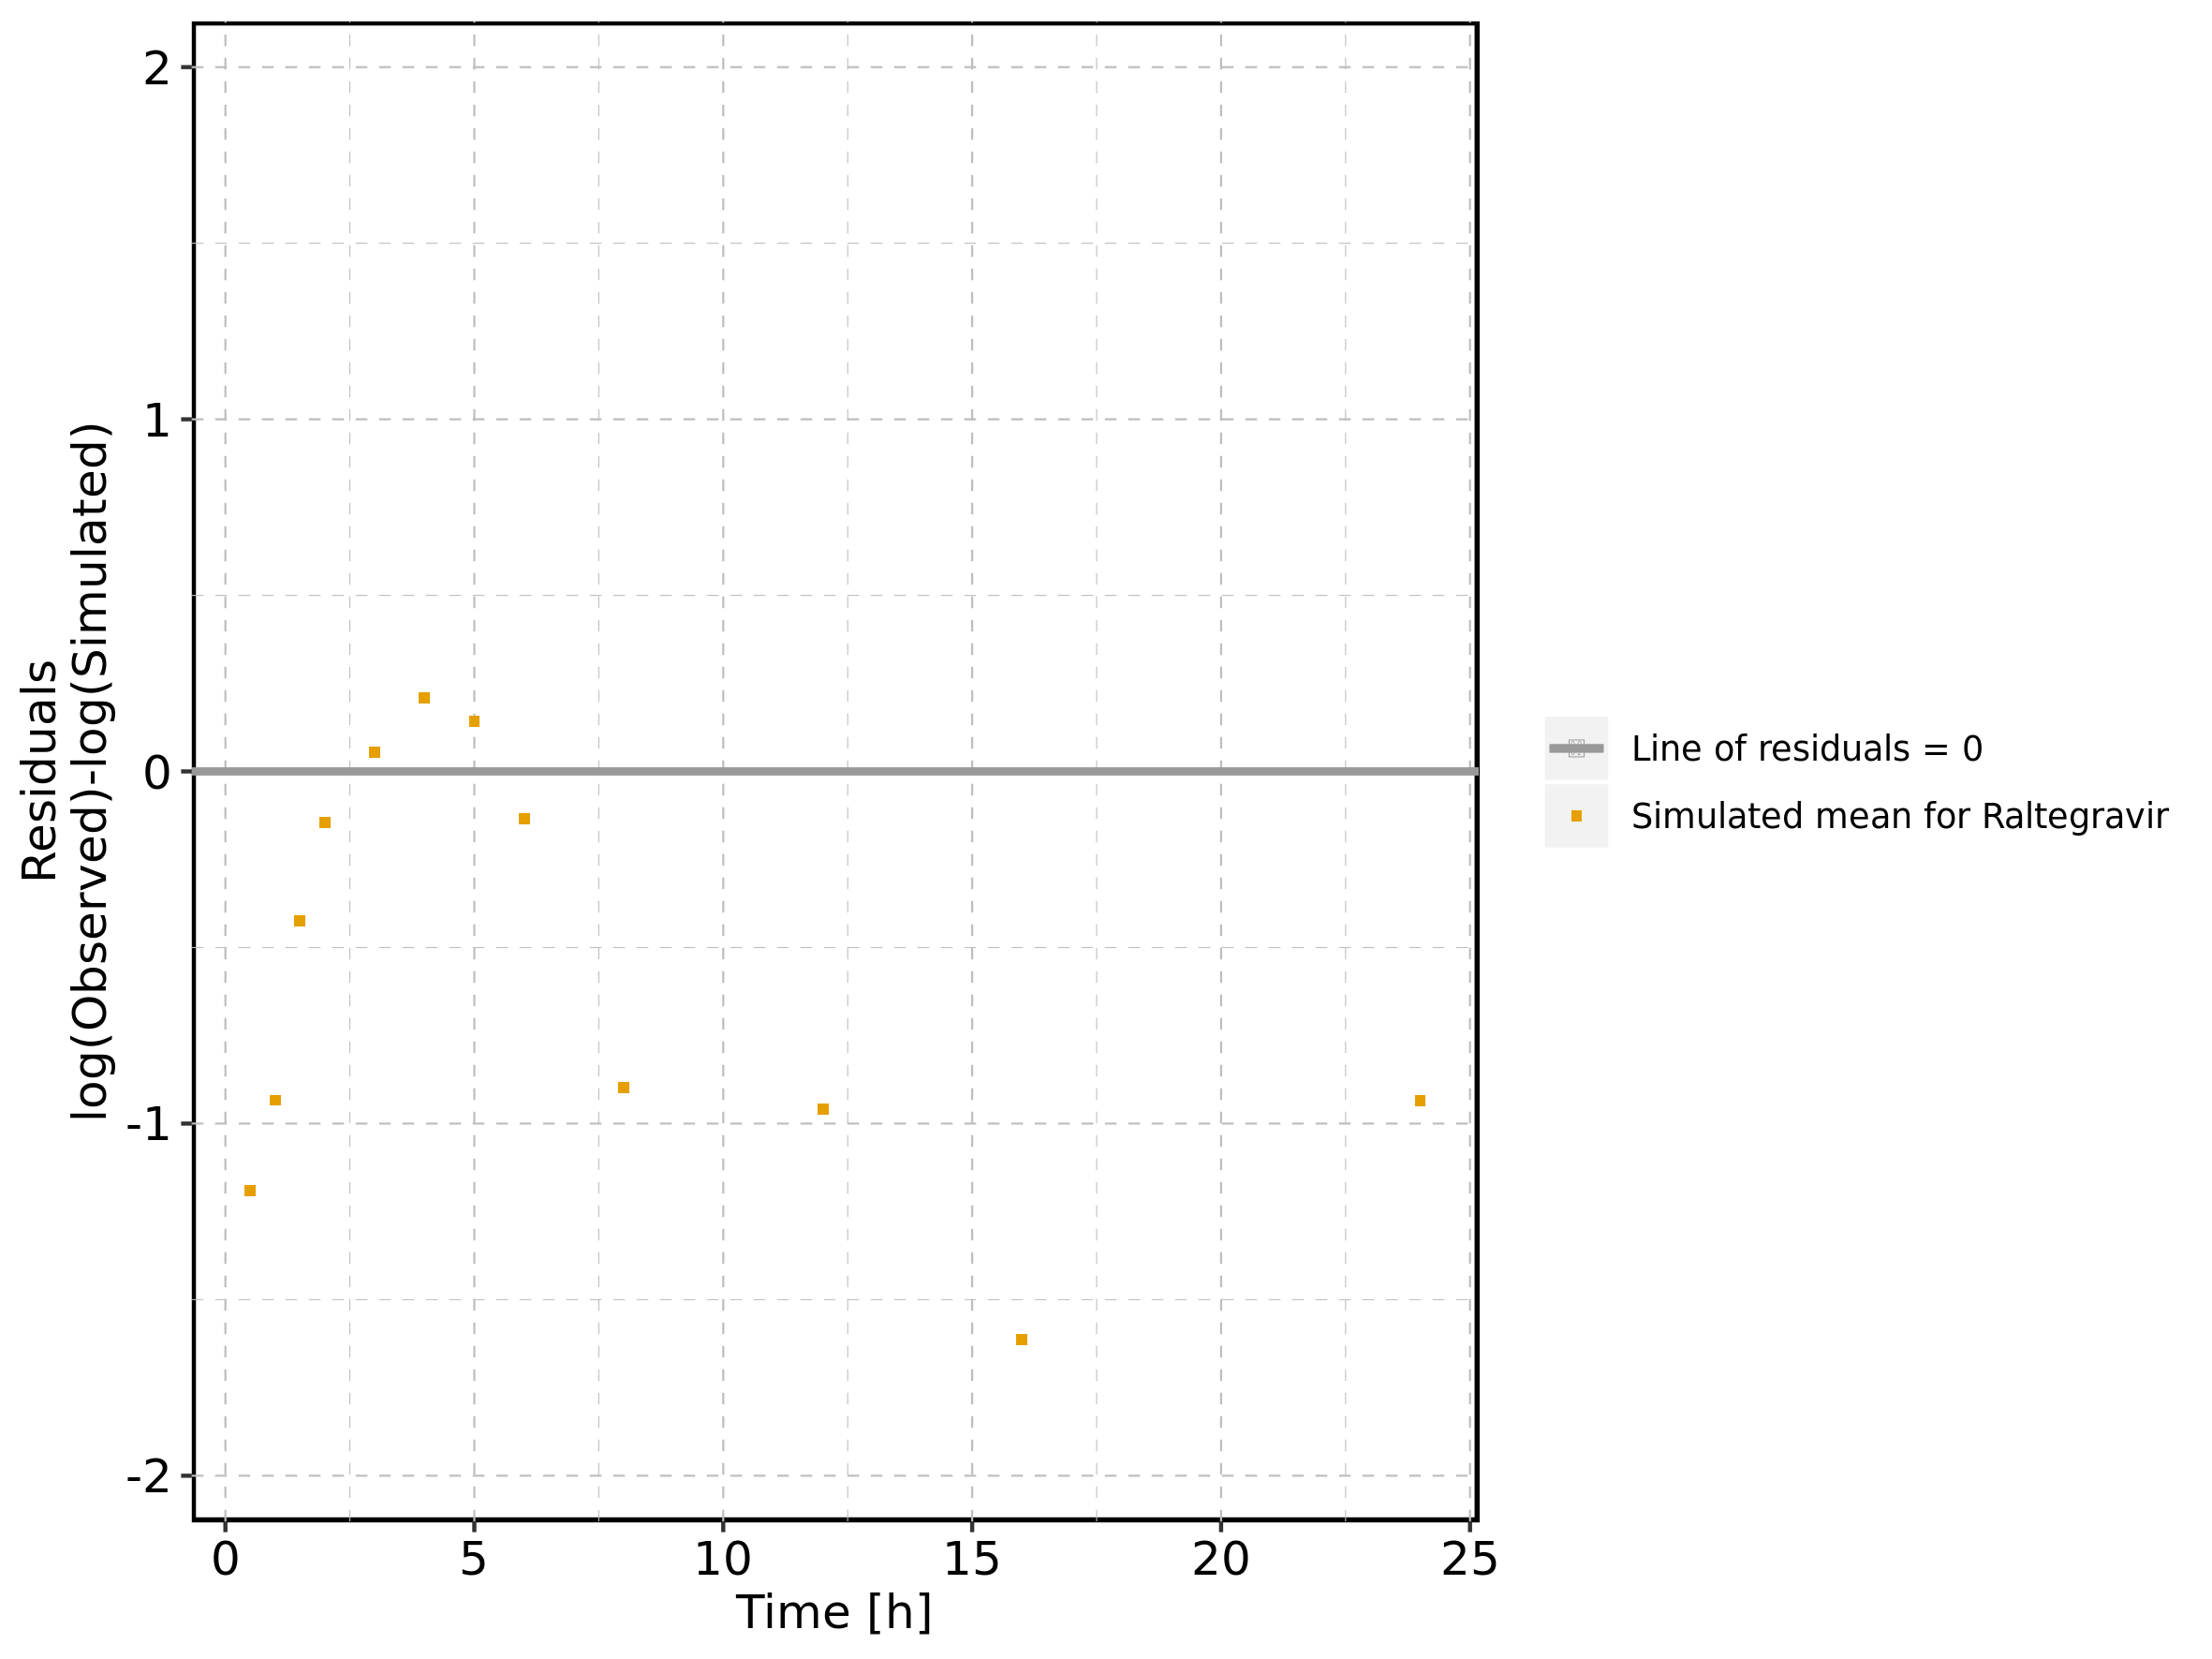 Residuals
log(Observed)-log(Simulated)
2
1
0
-1
-2
0 5 10 15 20 25
Time [h]
Line of residuals = 0
Simulated mean for Raltegravir